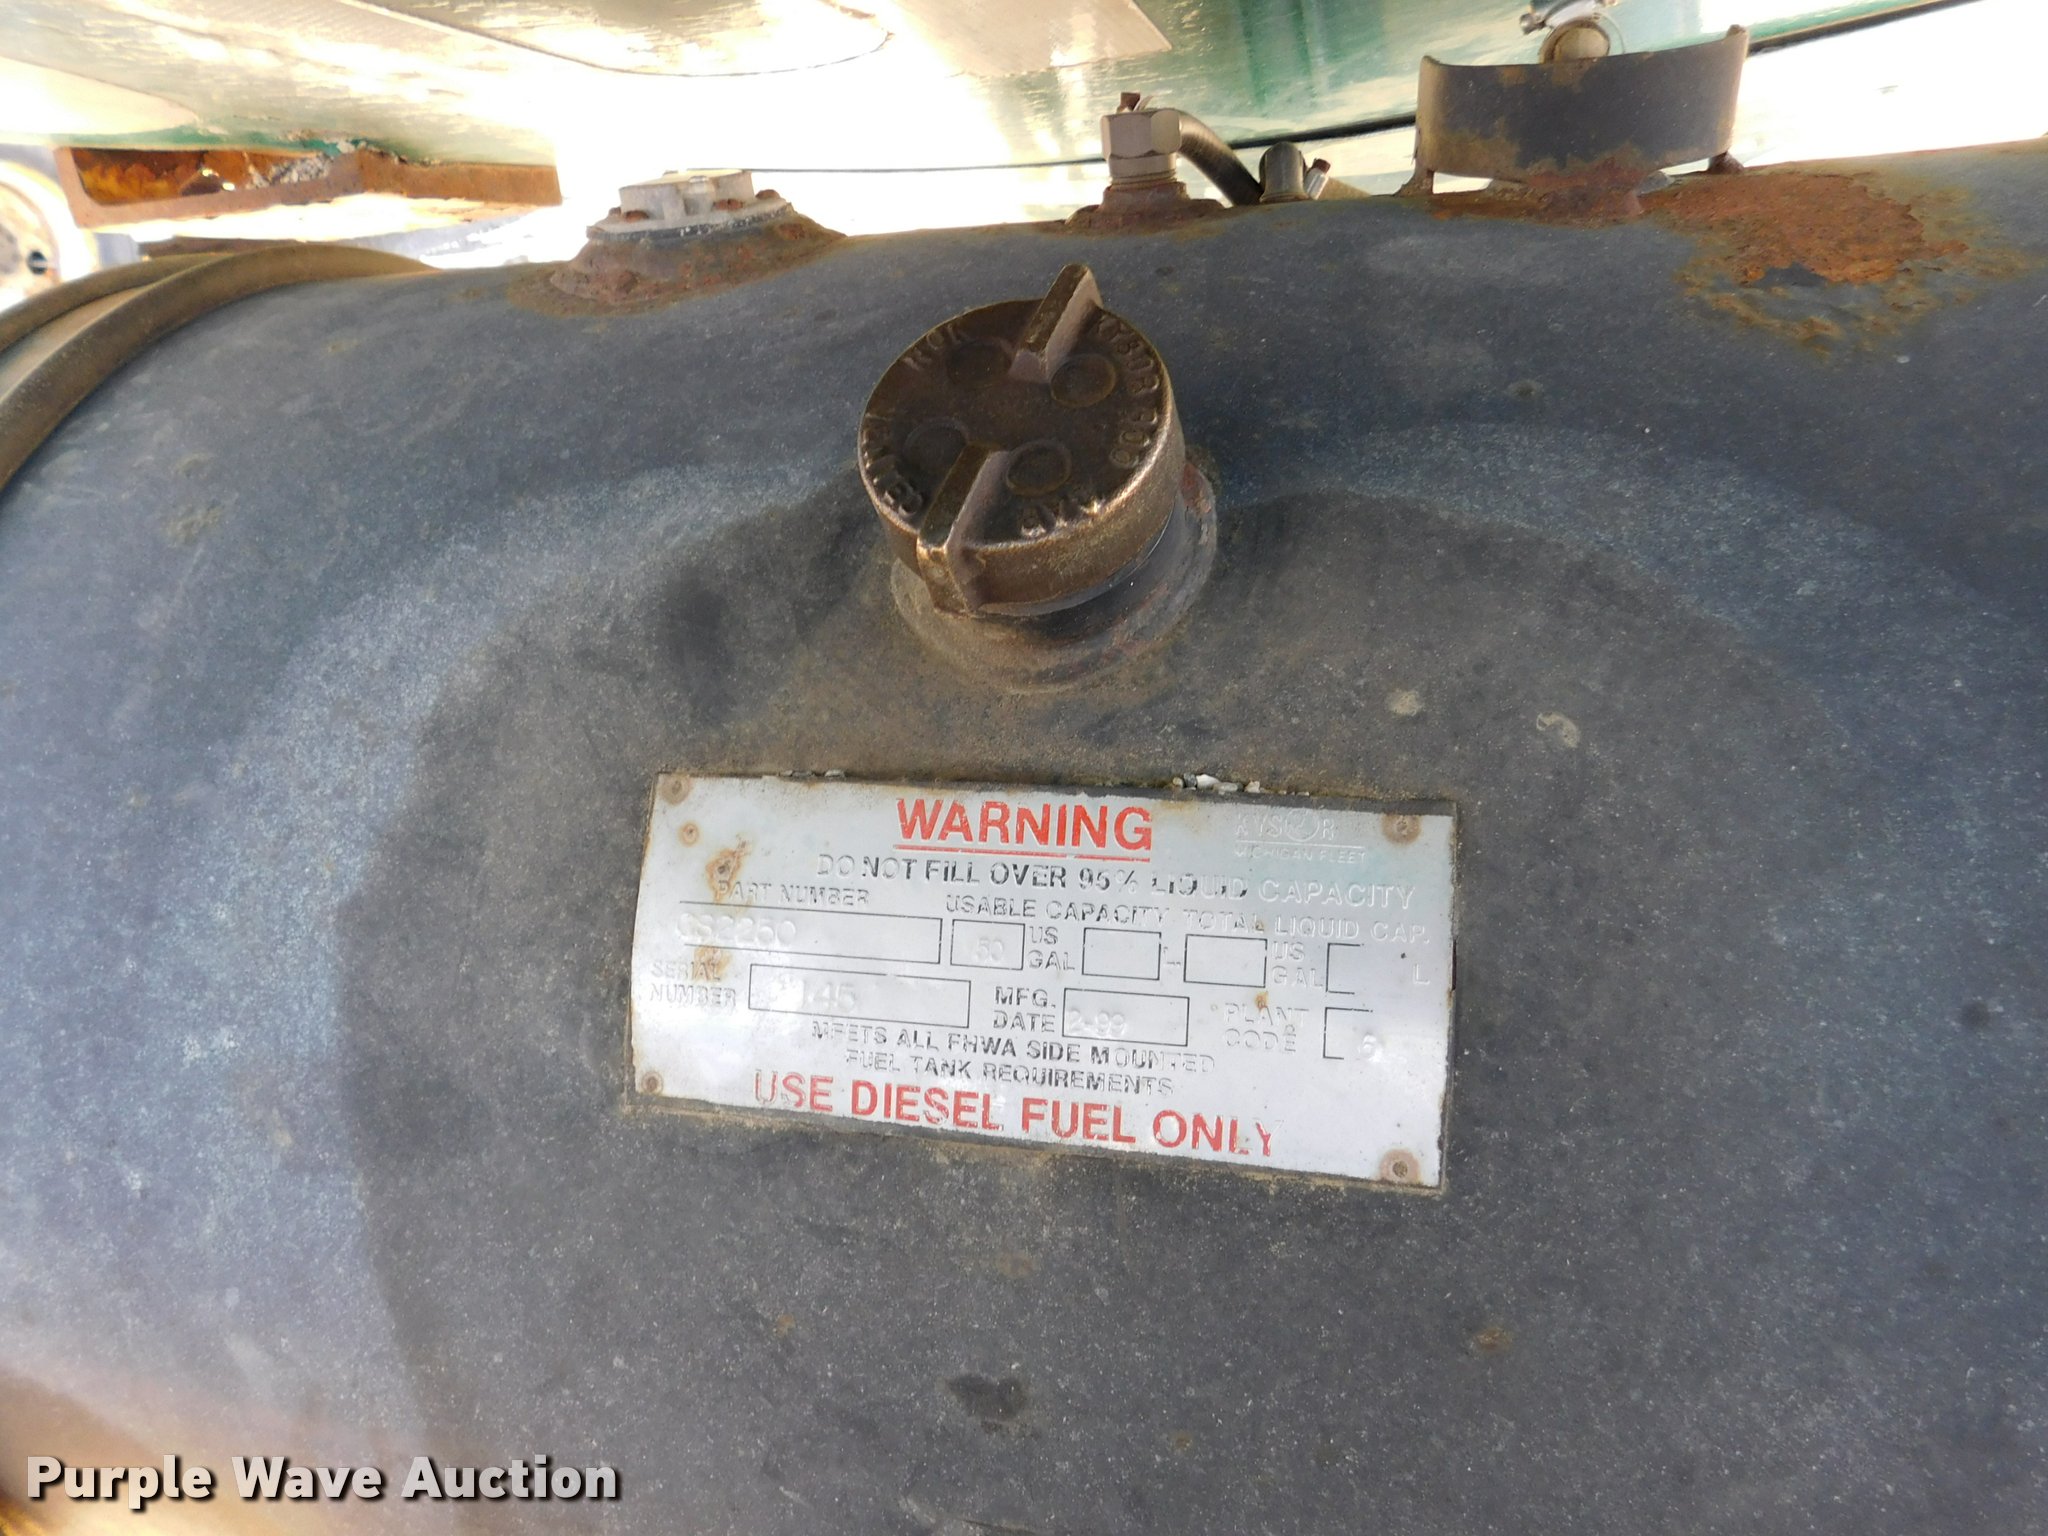 KYSOR
WARNING
KYSOR
MICHIGAN FLEET
DO NOT FILL OVER 95% LIQUID CAPACITY
PART NUMBER USABLE CAPACITY TOTAL LIQUID CAP.
50 US GAL L US GAL L
SERIAL NUMBER MFG. DATE 2-99 PLANT CODE
MEETS ALL FHWA SIDE MOUNTED
FUEL TANK REQUIREMENTS
USE DIESEL FUEL ONLY
Purple Wave Auction